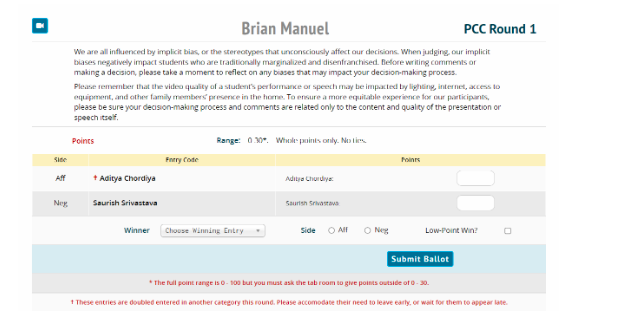 Brian Manuel
PCC Round 1
We are all influenced by implicit bias, or the stereotypes that unconsciously affect our decisions. When judging, our implicit
biases negatively impact students who are traditionally marginalized and disenfranchised. Before writing comments or
making a decision, please take a moment to reflect on any biases that may impact your decision-making process.
Please remember that the video quality of a student's performance or speech may be impacted by lighting, internet, access to
equipment, and other family members' presence in the home. To ensure a more equitable experience for our participants,
please be sure your decision-making process and comments are related only to the content and quality of the presentation or
speech itself.
Points Range: 0-30*. Whole points only. No ties.
Side Entry Code Points
Aff † Aditya Chordiya Aditya Chordiya:
Neg Saurish Srivastava Saurish Srivastava:
Winner Choose Winning Entry Side Aff Neg Low-Point Win?
Submit Ballot
* The full point range is 0 - 100 but you must ask the tab room to give points outside of 0 - 30.
† These entries are doubled entered in another category this round. Please accomodate their need to leave early, or wait for them to appear late.